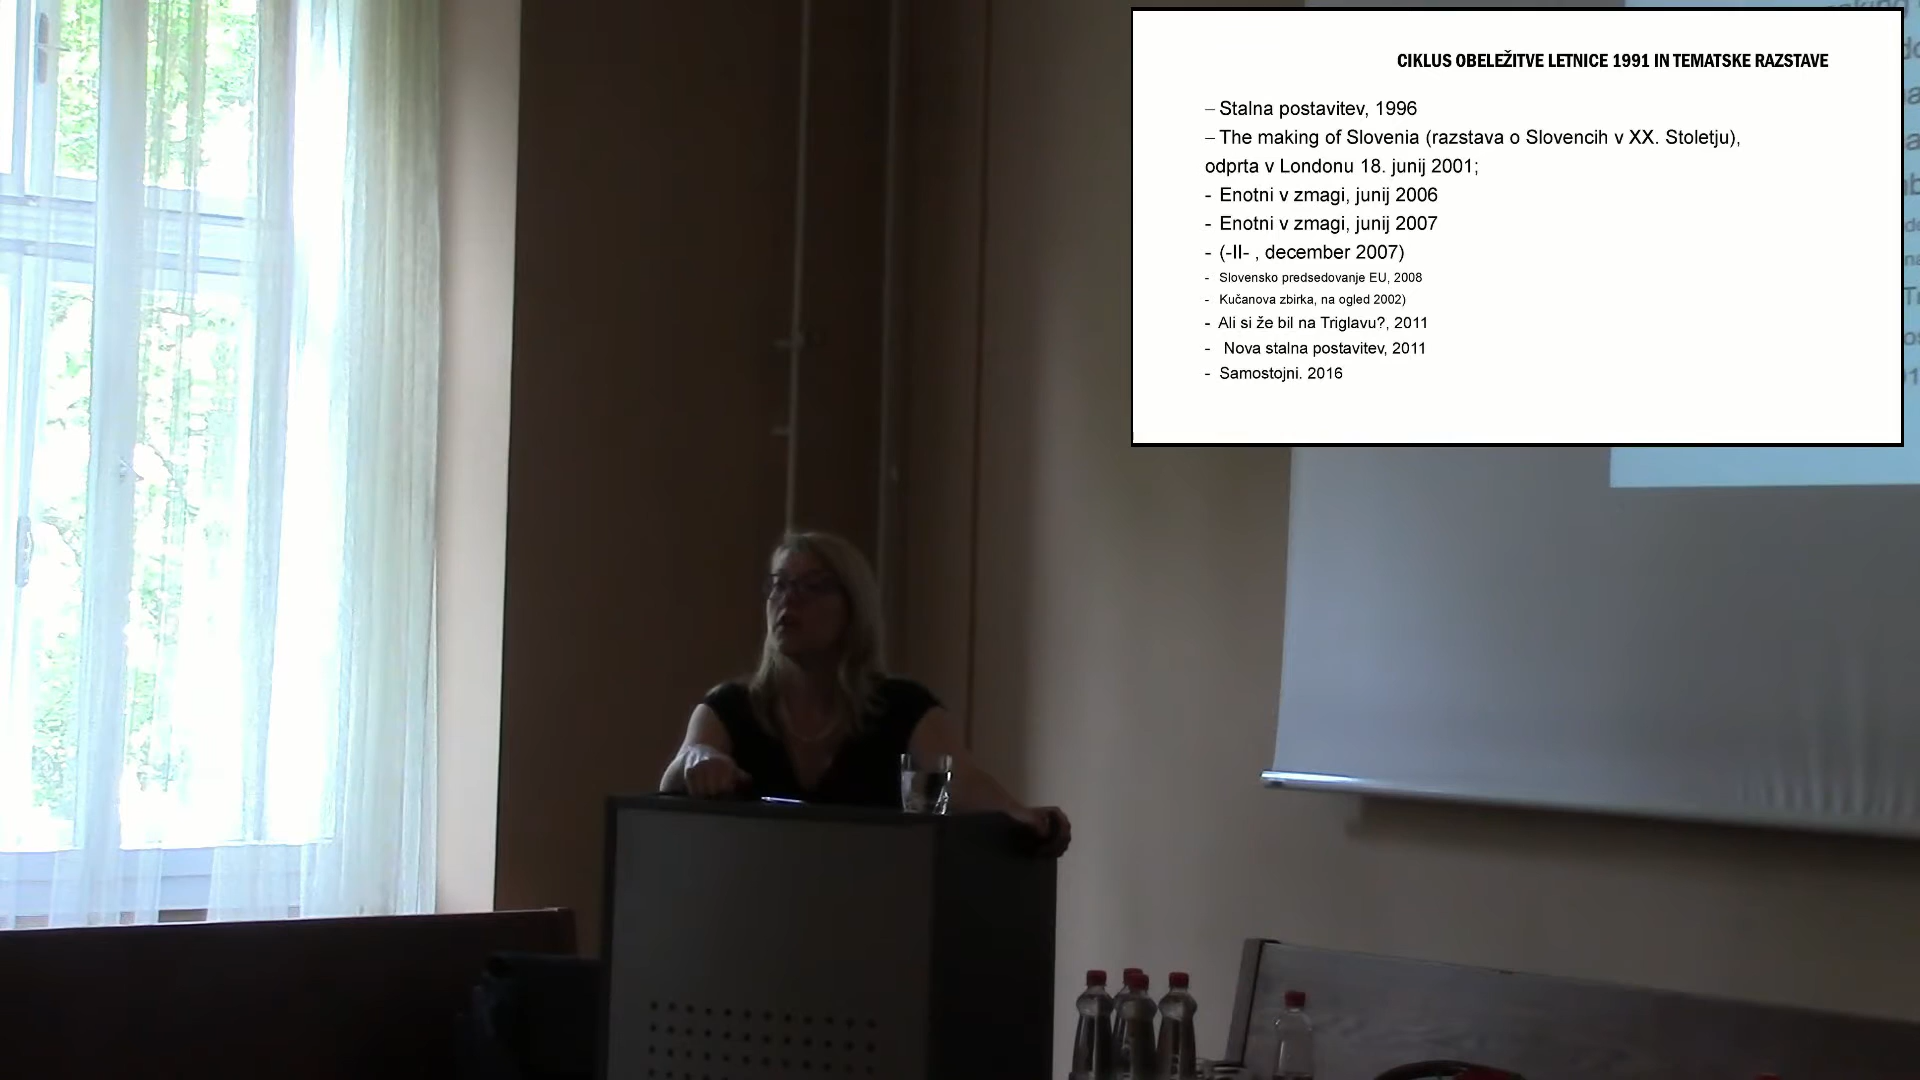 CIKLUS OBELEŽITVE LETNICE 1991 IN TEMATSKE RAZSTAVE
– Stalna postavitev, 1996
– The making of Slovenia (razstava o Slovencih v XX. Stoletju),
odprta v Londonu 18. junij 2001;
- Enotni v zmagi, junij 2006
- Enotni v zmagi, junij 2007
- (-II- , december 2007)
- Slovensko predsedovanje EU, 2008
- Kučanova zbirka, na ogled 2002)
- Ali si že bil na Triglavu?, 2011
- Nova stalna postavitev, 2011
- Samostojni. 2016